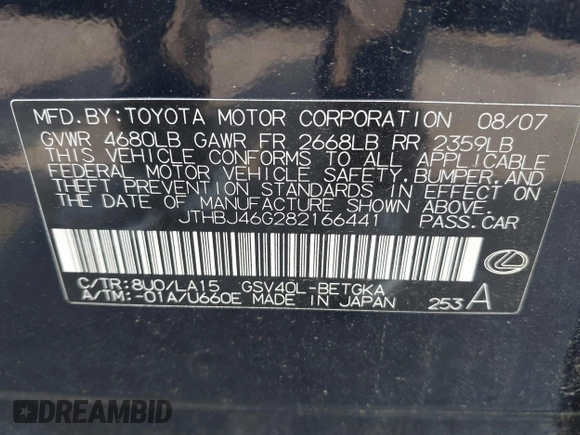 MFD.BY:TOYOTA MOTOR CORPORATION 08/07
GVWR 4680LB GAWR FR 2668LB RR 2359LB
THIS VEHICLE CONFORMS TO ALL APPLICABLE
FEDERAL MOTOR VEHICLE SAFETY,BUMPER,AND
THEFT PREVENTION STANDARDS IN EFFECT ON
THE DATE OF MANUFACTURE SHOWN ABOVE.
JTHBJ46G282166441 PASS.CAR
C/TR:8U0/LA15 GSV40L-BETGKA
A/TM:-01A/U660E MADE IN JAPAN 253 A
DREAMBID